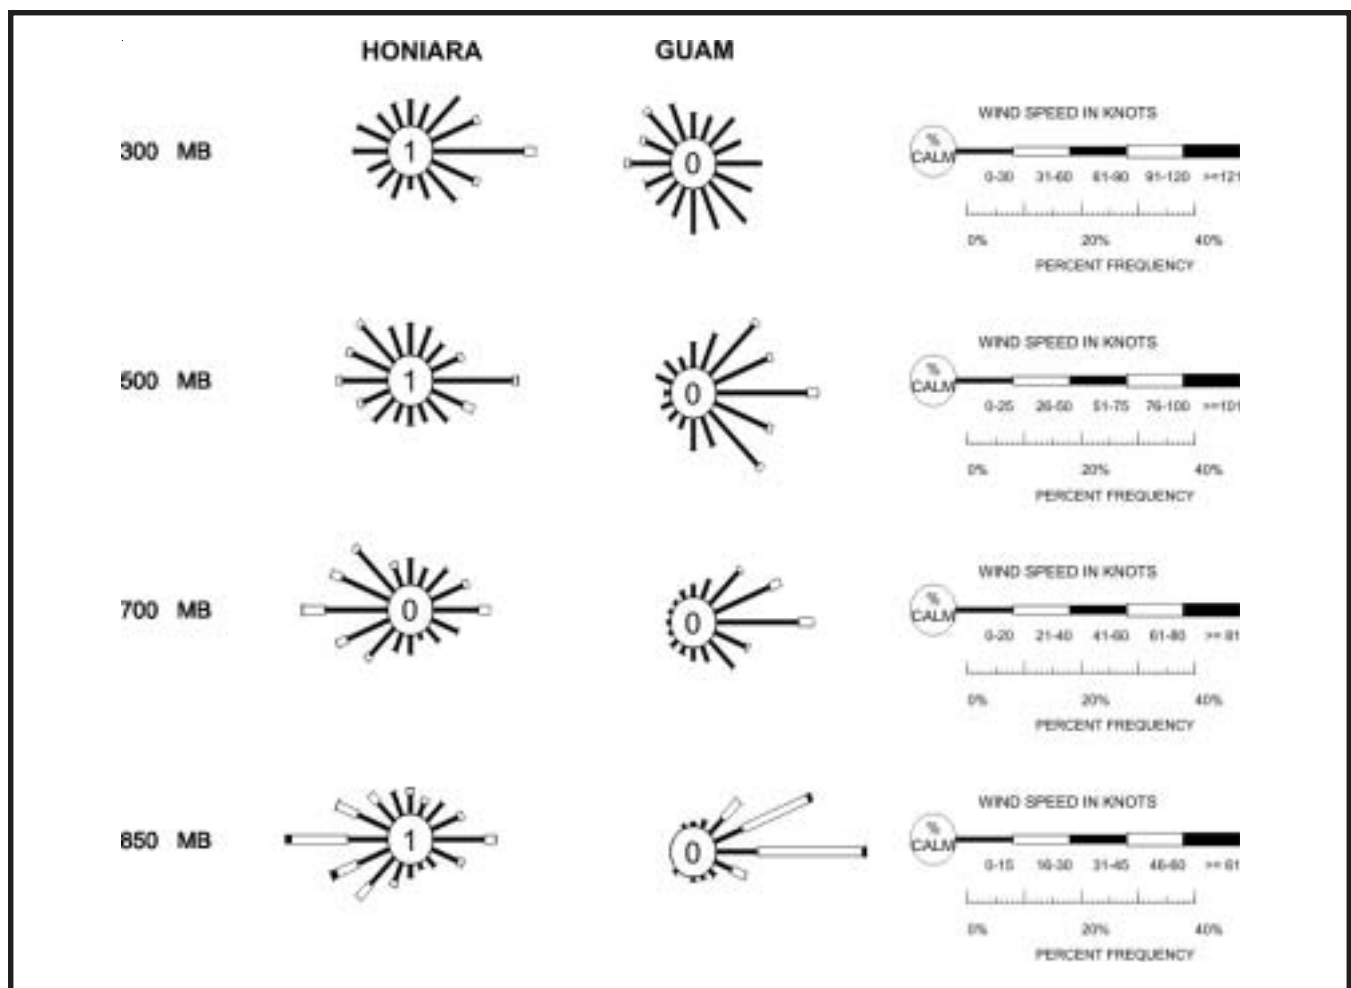 HONIARA GUAM
300 MB
1
0
WIND SPEED IN KNOTS
% CALM
0-30 31-60 61-90 91-120 >=121
0% 20% 40%
PERCENT FREQUENCY
500 MB
1
0
WIND SPEED IN KNOTS
% CALM
0-25 26-50 51-75 76-100 >=101
0% 20% 40%
PERCENT FREQUENCY
700 MB
0
0
WIND SPEED IN KNOTS
% CALM
0-20 21-40 41-60 61-80 >= 81
0% 20% 40%
PERCENT FREQUENCY
850 MB
1
0
WIND SPEED IN KNOTS
% CALM
0-15 16-30 31-45 46-60 >= 61
0% 20% 40%
PERCENT FREQUENCY